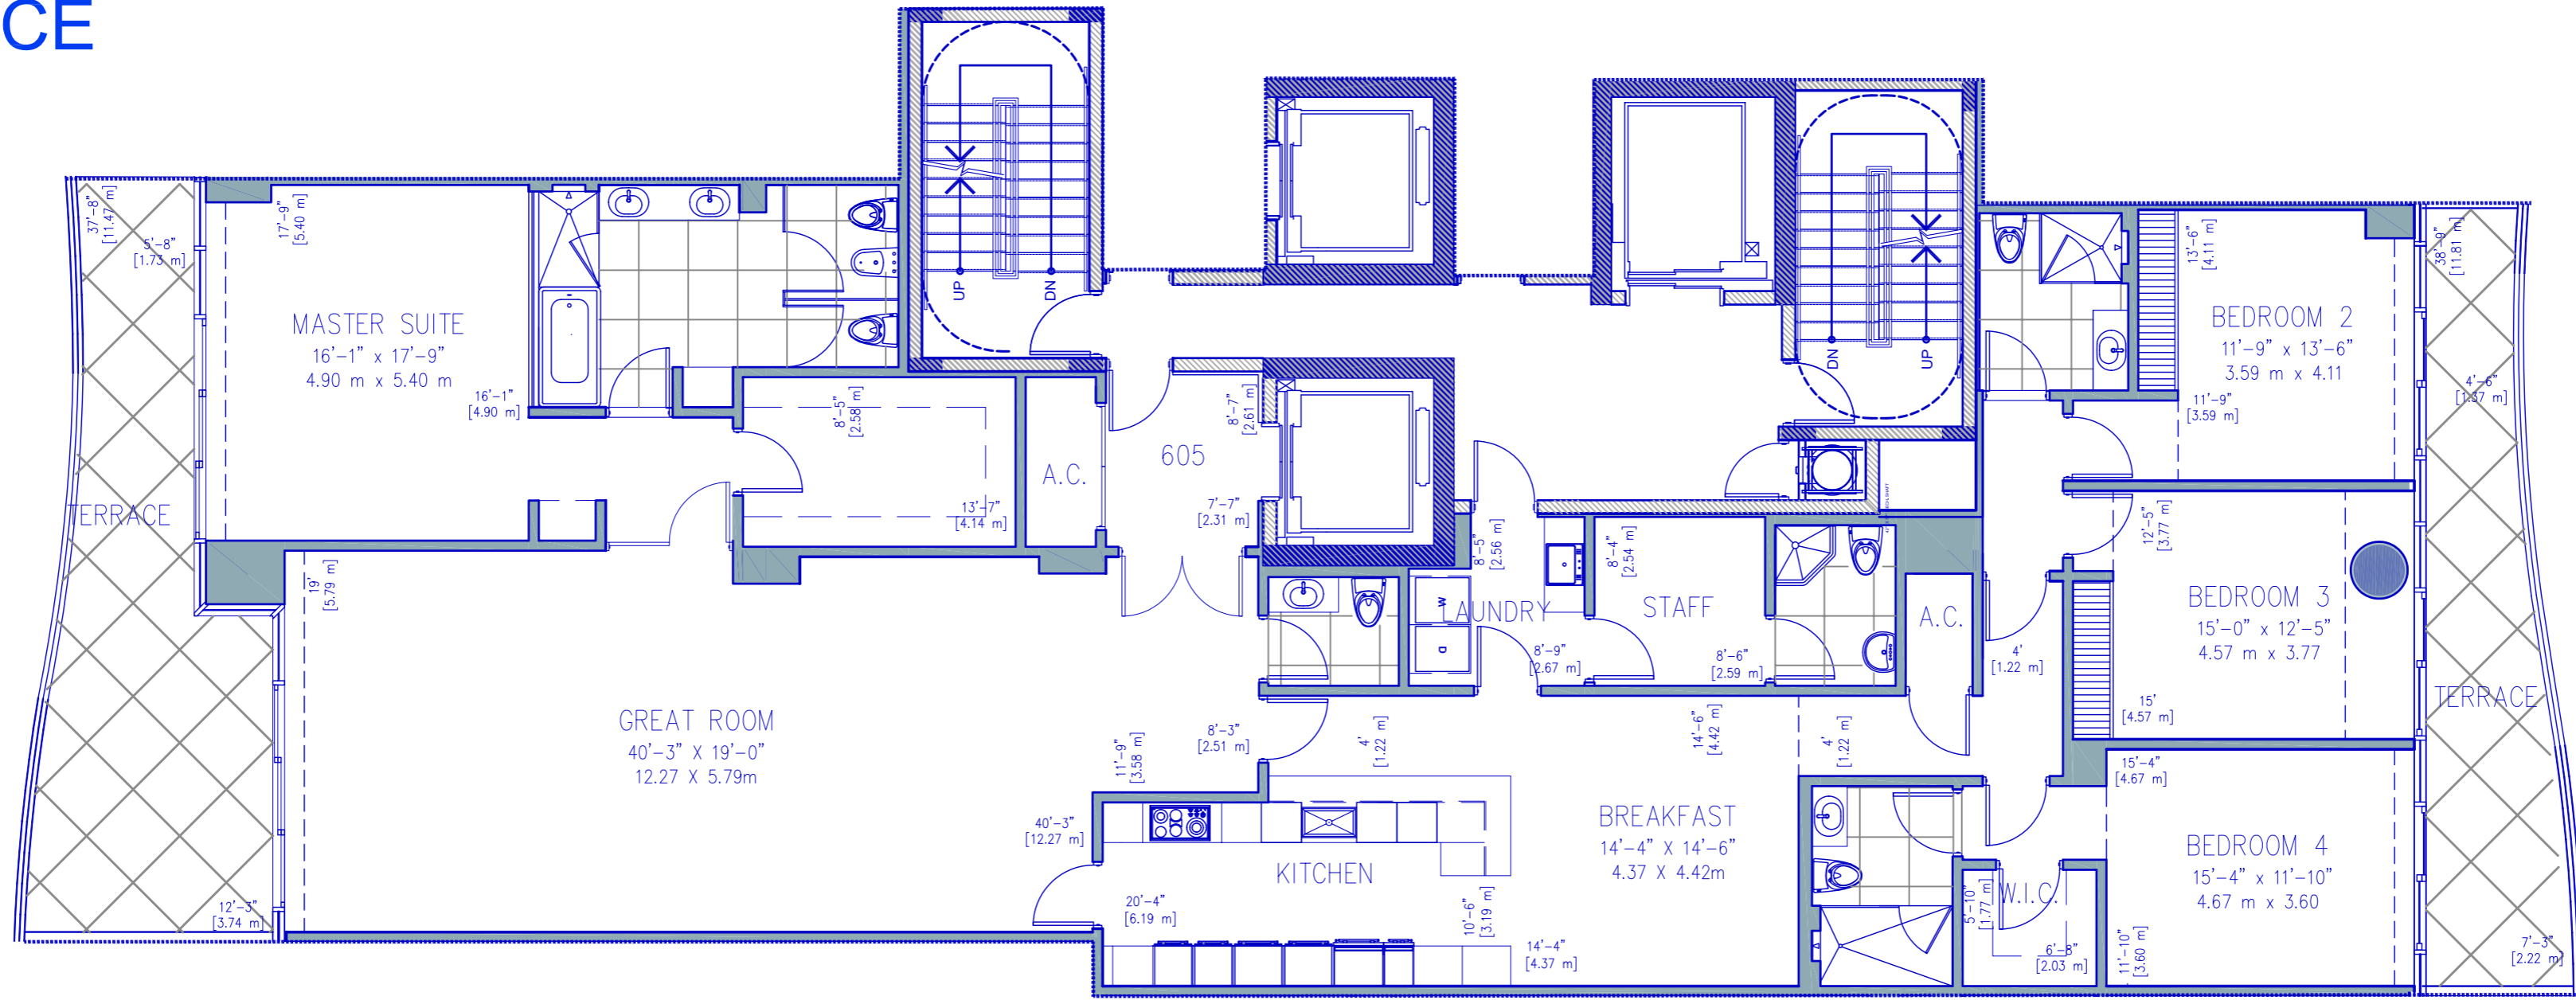 CE
37'-8"
[11.47 m]
5'-8"
[1.73 m]
17'-9"
[5.40 m]
MASTER SUITE
16'-1" x 17'-9"
4.90 m x 5.40 m
16'-1"
[4.90 m]
TERRACE
UP
DN
8'-5"
[2.58 m]
13'-7"
[4.14 m]
A.C.
605
8'-7"
[2.61 m]
7'-7"
[2.31 m]
DN
UP
13'-6"
[4.11 m]
BEDROOM 2
11'-9" x 13'-6"
3.59 m x 4.11
11'-9"
[3.59 m]
38'-9"
[11.81 m]
4'-6"
[1.37 m]
19'
[5.79 m]
GREAT ROOM
40'-3" X 19'-0"
12.27 X 5.79m
12'-3"
[3.74 m]
8'-5"
[2.56 m]
W
D
LAUNDRY
8'-9"
[2.67 m]
8'-4"
[2.54 m]
STAFF
8'-6"
[2.59 m]
A.C.
4'
[1.22 m]
12'-5"
[3.77 m]
BEDROOM 3
15'-0" x 12'-5"
4.57 m x 3.77
15'
[4.57 m]
TERRACE
11'-9"
[3.58 m]
8'-3"
[2.51 m]
4'
[1.22 m]
14'-6"
[4.42 m]
4'
[1.22 m]
40'-3"
[12.27 m]
KITCHEN
20'-4"
[6.19 m]
10'-6"
[3.19 m]
BREAKFAST
14'-4" X 14'-6"
4.37 X 4.42m
14'-4"
[4.37 m]
15'-4"
[4.67 m]
BEDROOM 4
15'-4" x 11'-10"
4.67 m x 3.60
W.I.C.
5'-10"
[1.77 m]
6'-8"
[2.03 m]
11'-10"
[3.60 m]
7'-3"
[2.22 m]